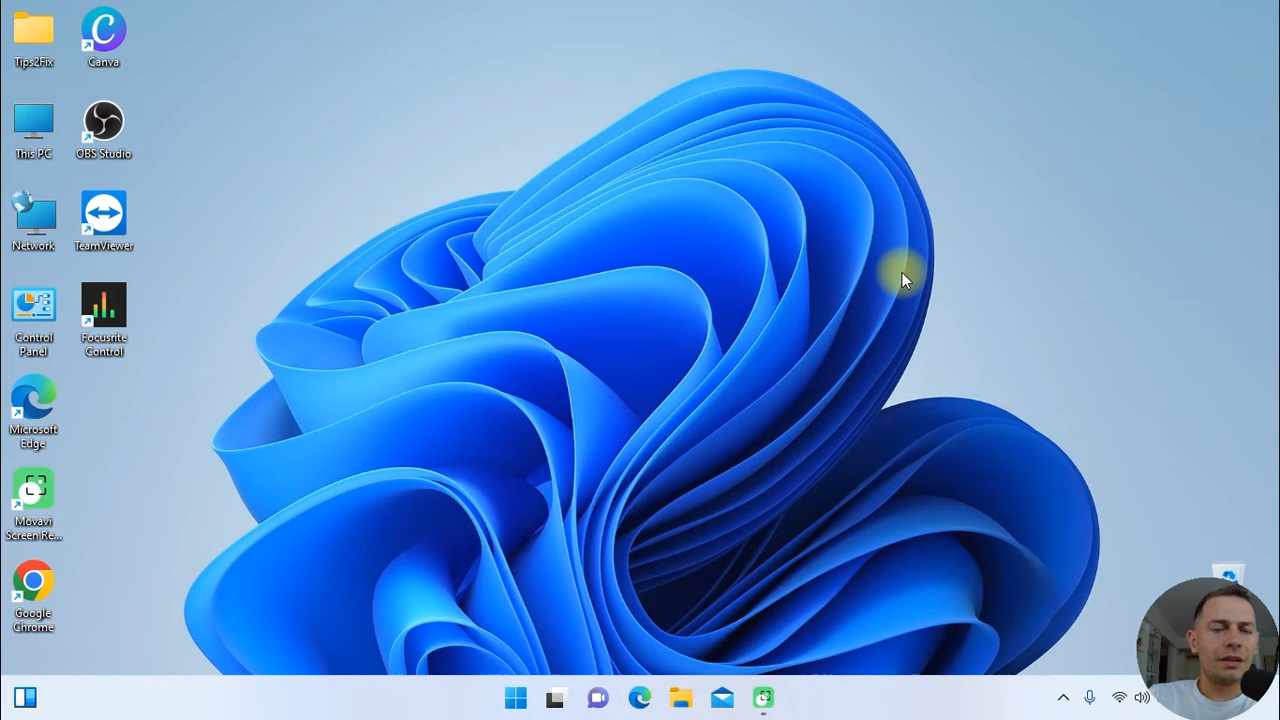 Tips2Fix
Canva
This PC
OBS Studio
Network
TeamViewer
Control
Panel
Focusrite
Control
Microsoft
Edge
Movavi
Screen Re...
Google
Chrome